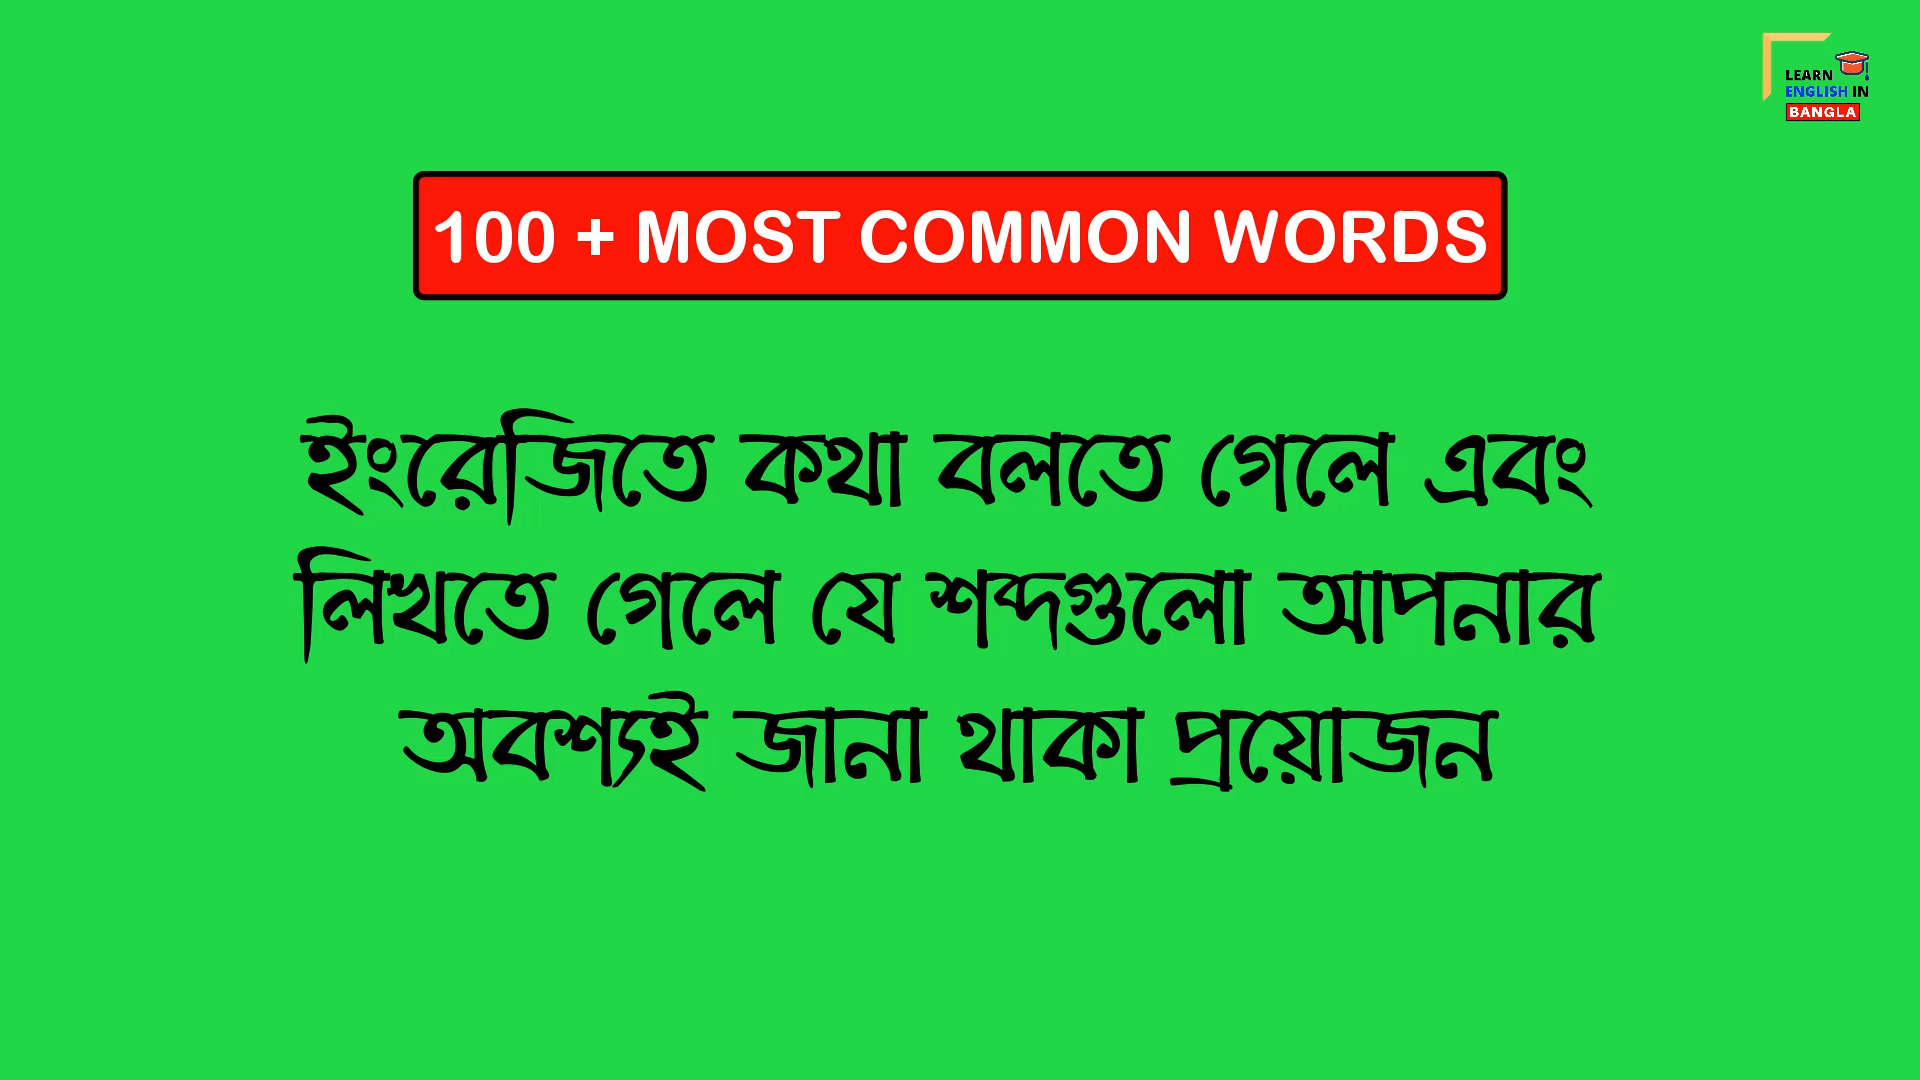 LEARN
ENGLISH IN
BANGLA
100 + MOST COMMON WORDS
ইংরেজিতে কথা বলতে গেলে এবং
লিখতে গেলে যে শব্দগুলো আপনার
অবশ্যই জানা থাকা প্রয়োজন